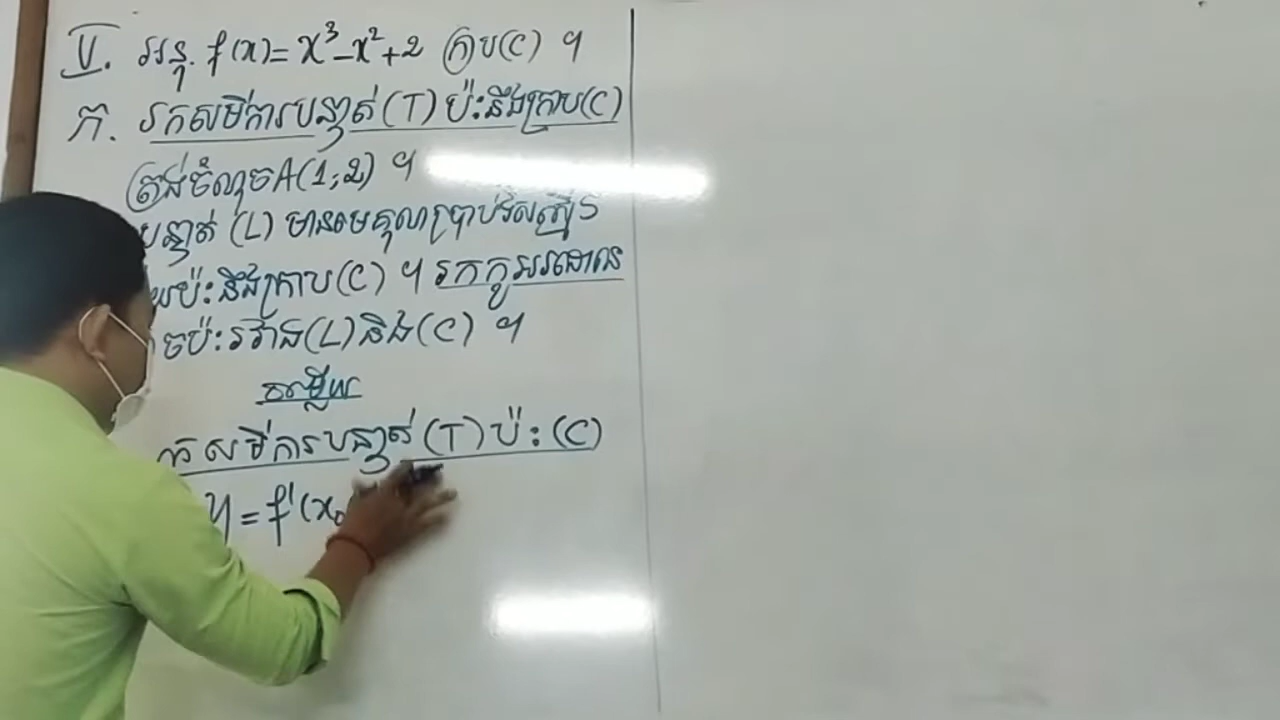 V. អនុ. f(x)= x³-x²+2 ក្រាប(C) ។
ក. រកសមីការបន្ទាត់(T) ប៉ះនឹងក្រាប(C)
ត្រង់ចំណុចA(1;2) ។
បន្ទាត់ (L) មានមេគុណប្រាប់ទិសស្មើ5
ប៉ះនឹងក្រាប(C) ។ រកកូអរដោនេ
ចប៉ះរវាង(L)និង(C) ។
ចម្លើយ
រកសមីការបន្ទាត់(T)ប៉ះ(C)
y = f'(x₀